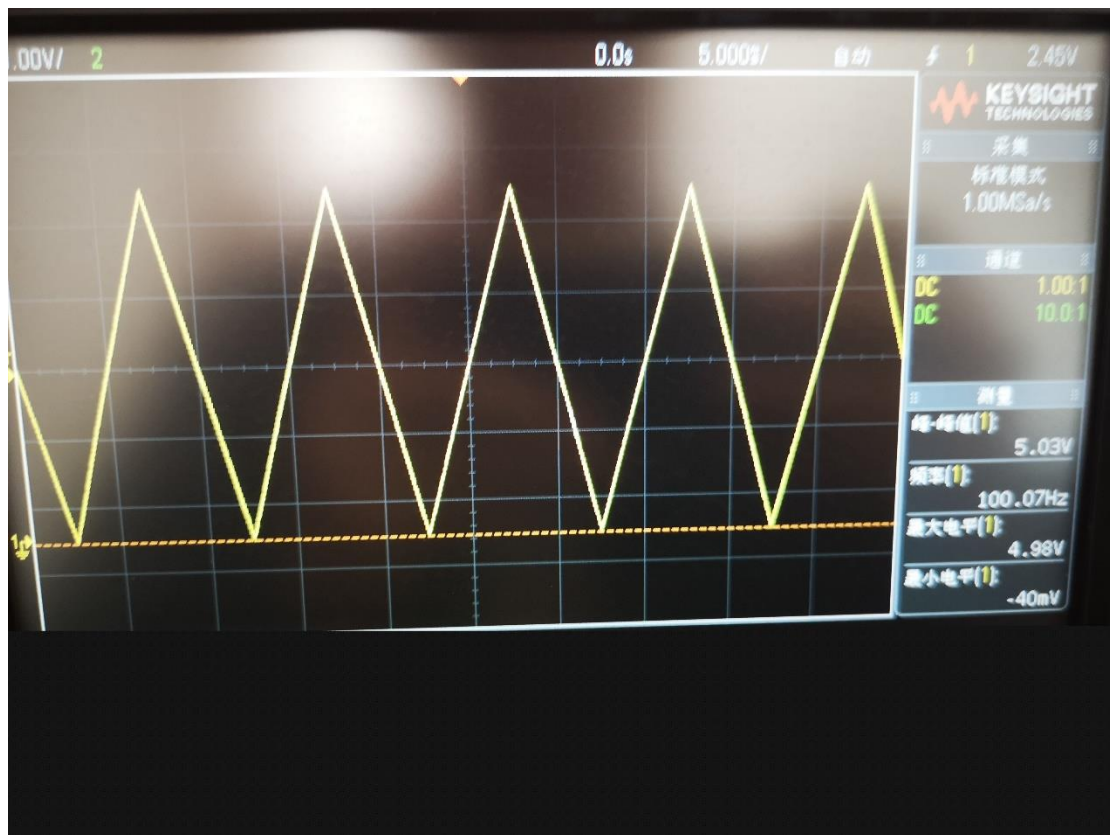 .00V/ 2 0.0s 5.000s/ 自动 1 2.45V
KEYSIGHT
TECHNOLOGIES
采集
标准模式
1.00MSa/s
通道
DC 1.00:1
DC 10.0:1
测量
峰-峰值(1):
5.03V
频率(1):
100.07Hz
最大电平(1):
4.98V
最小电平(1):
-40mV
1